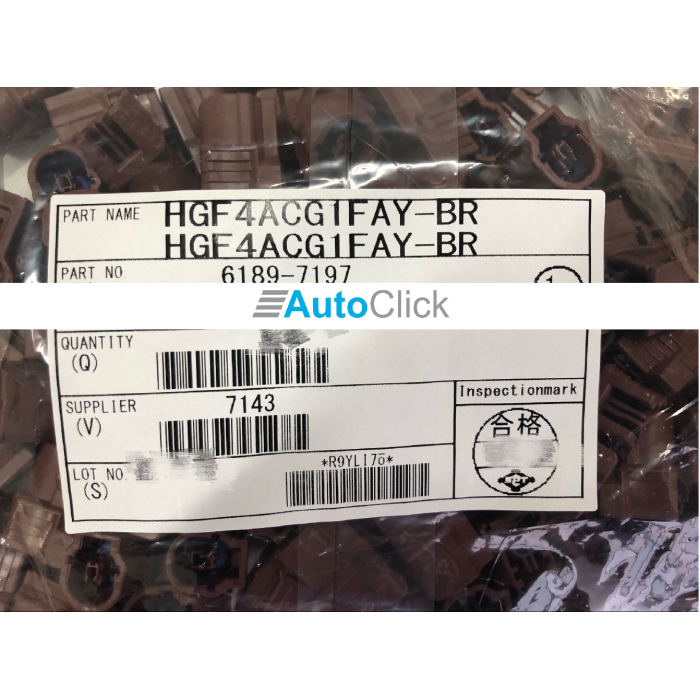 PART NAME HGF4ACG1FAY-BR
HGF4ACG1FAY-BR
PART NO. 6189-7197
1
AutoClick
QUANTITY
(Q)
SUPPLIER 7143
(V)
Inspectionmark
合格
LOT NO.
(S)